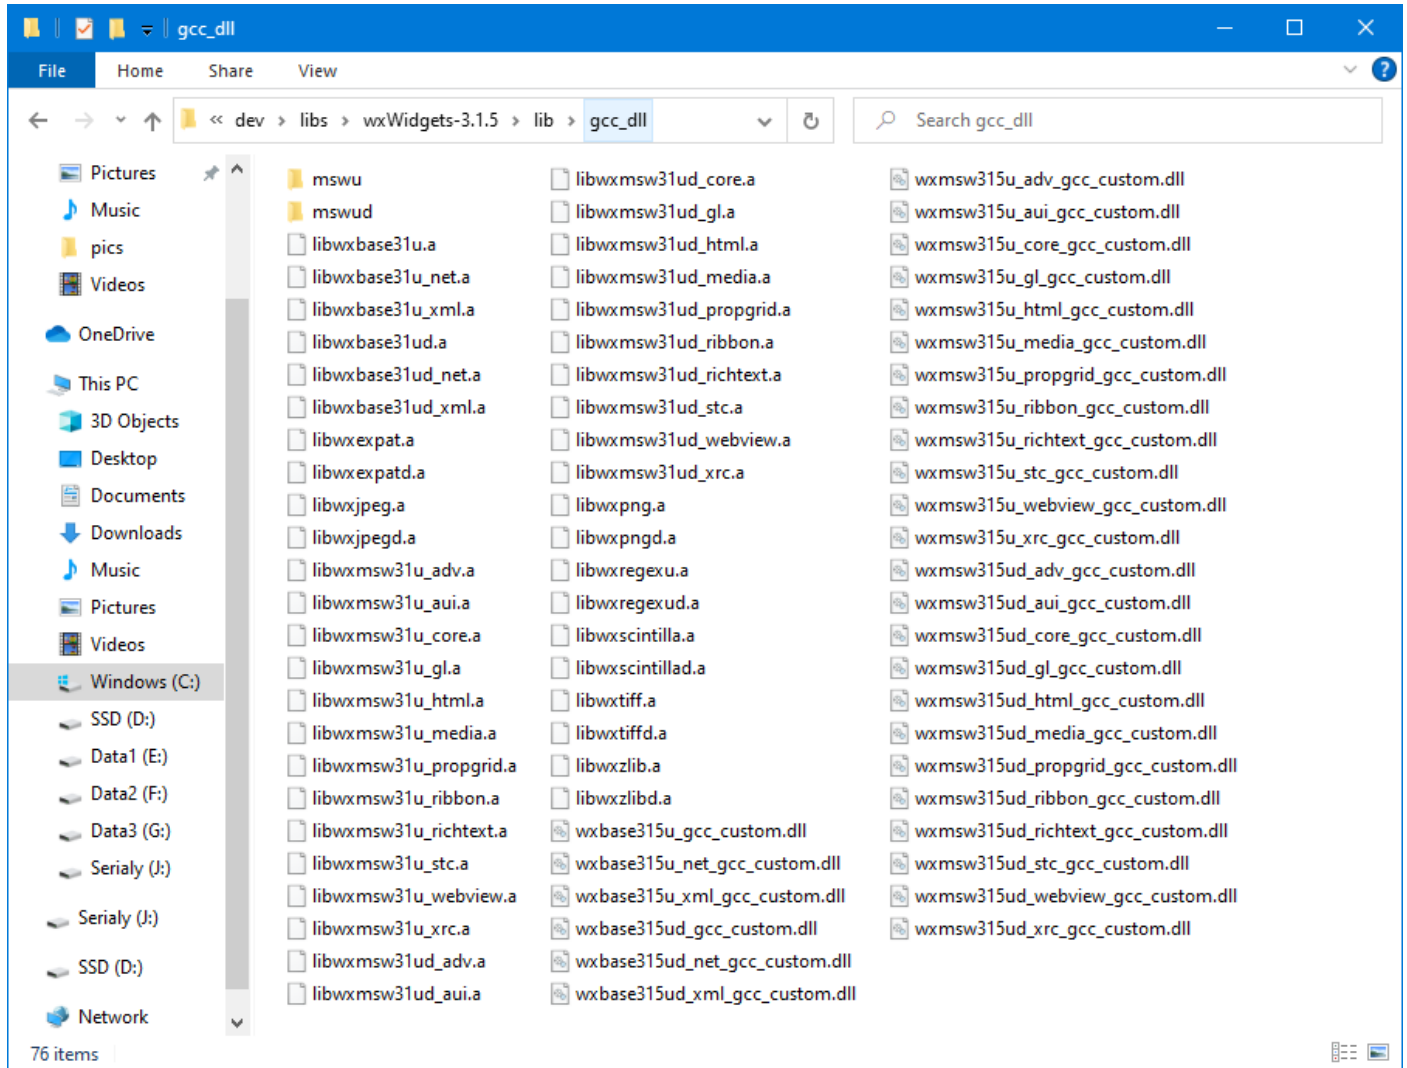 gcc_dll
File Home Share View
« dev > libs > wxWidgets-3.1.5 > lib > gcc_dll
Search gcc_dll
Pictures
Music
pics
Videos
OneDrive
This PC
3D Objects
Desktop
Documents
Downloads
Music
Pictures
Videos
Windows (C:)
SSD (D:)
Data1 (E:)
Data2 (F:)
Data3 (G:)
Serialy (J:)
Serialy (J:)
SSD (D:)
Network
mswu
mswud
libwxbase31u.a
libwxbase31u_net.a
libwxbase31u_xml.a
libwxbase31ud.a
libwxbase31ud_net.a
libwxbase31ud_xml.a
libwxexpat.a
libwxexpatd.a
libwxjpeg.a
libwxjpegd.a
libwxmsw31u_adv.a
libwxmsw31u_aui.a
libwxmsw31u_core.a
libwxmsw31u_gl.a
libwxmsw31u_html.a
libwxmsw31u_media.a
libwxmsw31u_propgrid.a
libwxmsw31u_ribbon.a
libwxmsw31u_richtext.a
libwxmsw31u_stc.a
libwxmsw31u_webview.a
libwxmsw31u_xrc.a
libwxmsw31ud_adv.a
libwxmsw31ud_aui.a
libwxmsw31ud_core.a
libwxmsw31ud_gl.a
libwxmsw31ud_html.a
libwxmsw31ud_media.a
libwxmsw31ud_propgrid.a
libwxmsw31ud_ribbon.a
libwxmsw31ud_richtext.a
libwxmsw31ud_stc.a
libwxmsw31ud_webview.a
libwxmsw31ud_xrc.a
libwxpng.a
libwxpngd.a
libwxregexu.a
libwxregexud.a
libwxscintilla.a
libwxscintillad.a
libwxtiff.a
libwxtiffd.a
libwxzlib.a
libwxzlibd.a
wxbase315u_gcc_custom.dll
wxbase315u_net_gcc_custom.dll
wxbase315u_xml_gcc_custom.dll
wxbase315ud_gcc_custom.dll
wxbase315ud_net_gcc_custom.dll
wxbase315ud_xml_gcc_custom.dll
wxmsw315u_adv_gcc_custom.dll
wxmsw315u_aui_gcc_custom.dll
wxmsw315u_core_gcc_custom.dll
wxmsw315u_gl_gcc_custom.dll
wxmsw315u_html_gcc_custom.dll
wxmsw315u_media_gcc_custom.dll
wxmsw315u_propgrid_gcc_custom.dll
wxmsw315u_ribbon_gcc_custom.dll
wxmsw315u_richtext_gcc_custom.dll
wxmsw315u_stc_gcc_custom.dll
wxmsw315u_webview_gcc_custom.dll
wxmsw315u_xrc_gcc_custom.dll
wxmsw315ud_adv_gcc_custom.dll
wxmsw315ud_aui_gcc_custom.dll
wxmsw315ud_core_gcc_custom.dll
wxmsw315ud_gl_gcc_custom.dll
wxmsw315ud_html_gcc_custom.dll
wxmsw315ud_media_gcc_custom.dll
wxmsw315ud_propgrid_gcc_custom.dll
wxmsw315ud_ribbon_gcc_custom.dll
wxmsw315ud_richtext_gcc_custom.dll
wxmsw315ud_stc_gcc_custom.dll
wxmsw315ud_webview_gcc_custom.dll
wxmsw315ud_xrc_gcc_custom.dll
76 items